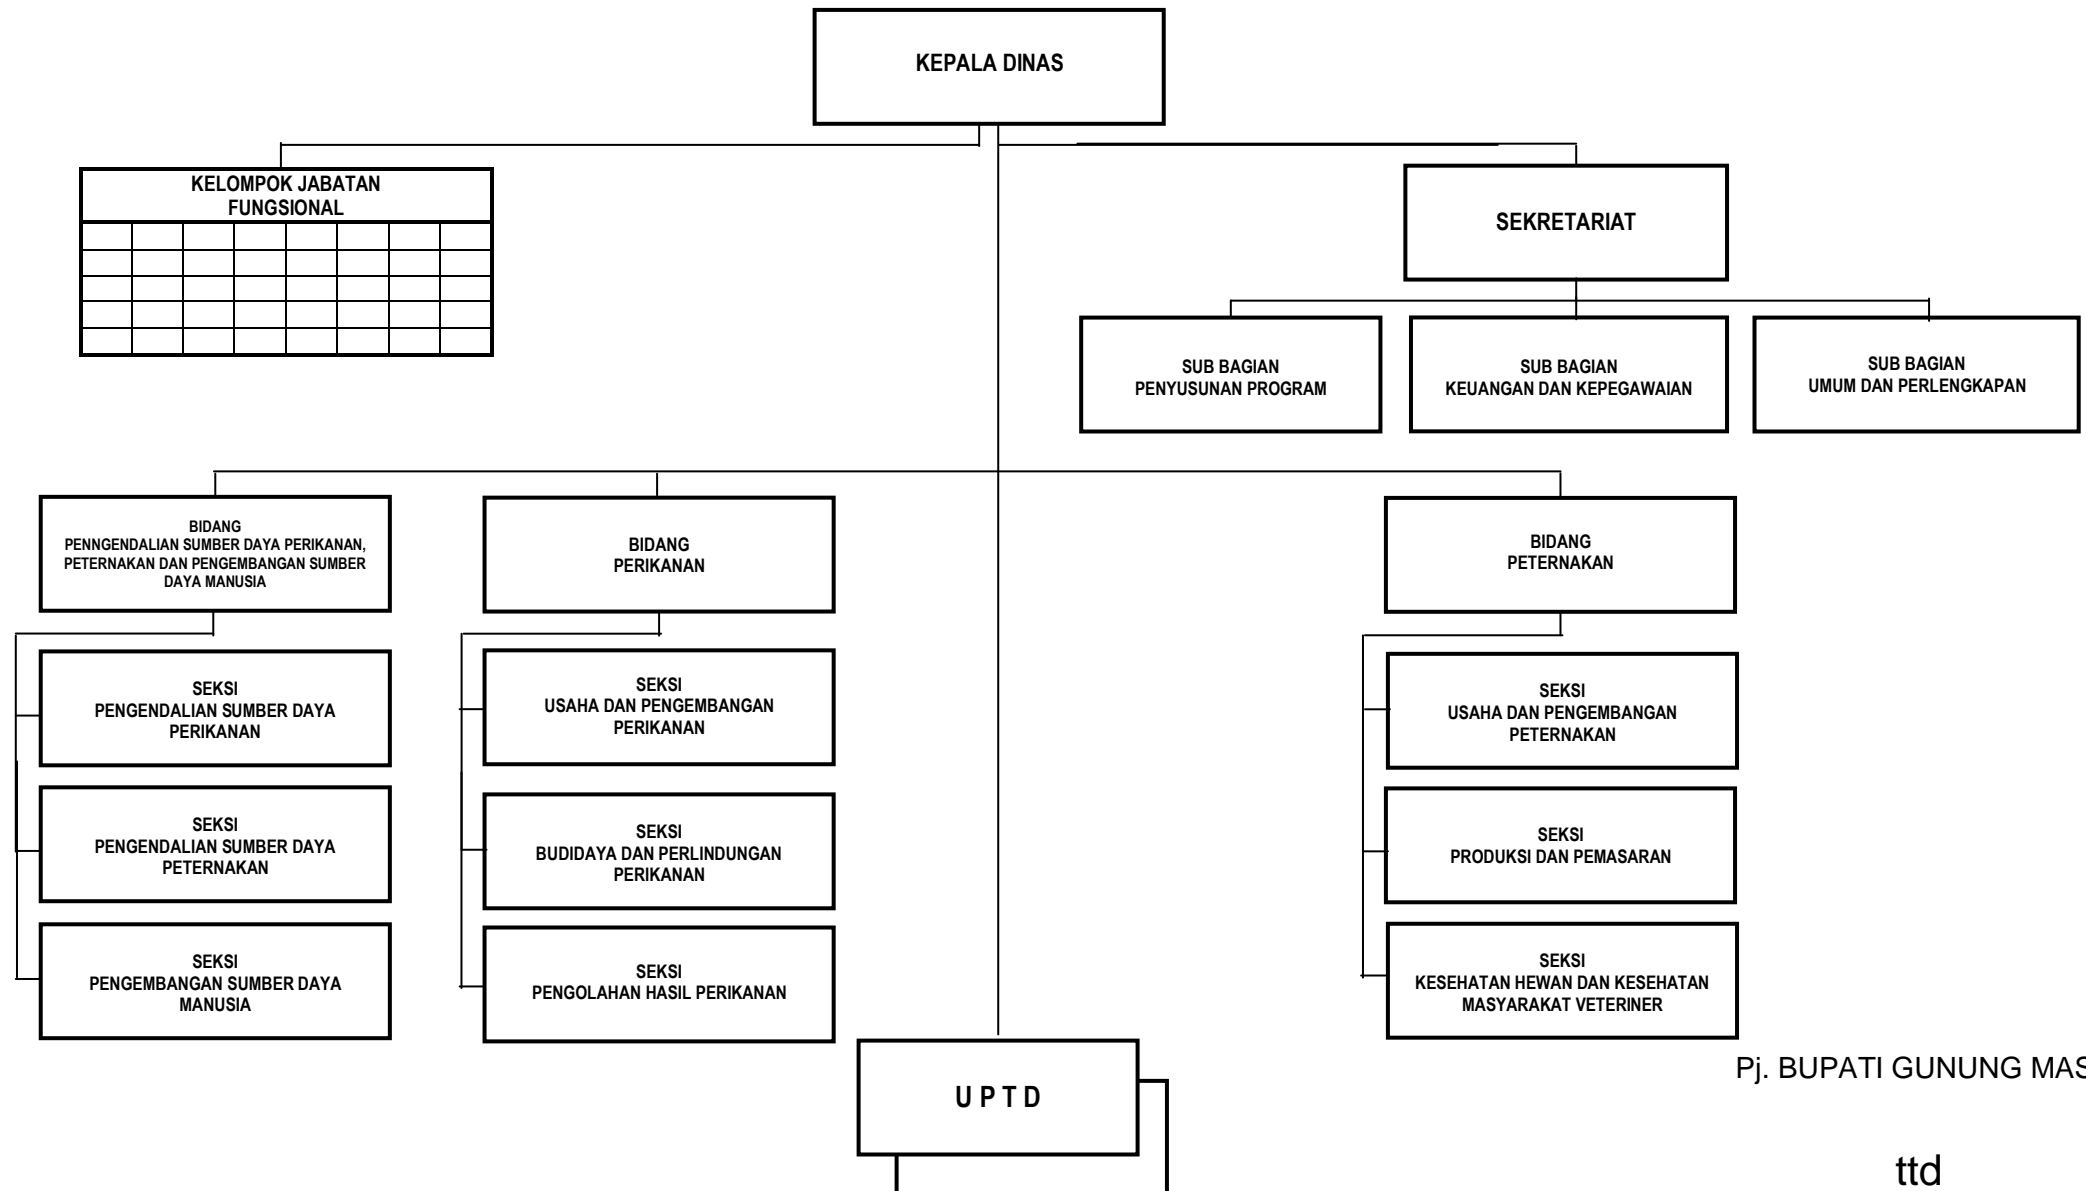 KEPALA DINAS
KELOMPOK JABATAN
FUNGSIONAL
SEKRETARIAT
SUB BAGIAN
PENYUSUNAN PROGRAM
SUB BAGIAN
KEUANGAN DAN KEPEGAWAIAN
SUB BAGIAN
UMUM DAN PERLENGKAPAN
BIDANG
PENNGENDALIAN SUMBER DAYA PERIKANAN,
PETERNAKAN DAN PENGEMBANGAN SUMBER
DAYA MANUSIA
BIDANG
PERIKANAN
BIDANG
PETERNAKAN
SEKSI
PENGENDALIAN SUMBER DAYA
PERIKANAN
SEKSI
USAHA DAN PENGEMBANGAN
PERIKANAN
SEKSI
USAHA DAN PENGEMBANGAN
PETERNAKAN
SEKSI
PENGENDALIAN SUMBER DAYA
PETERNAKAN
SEKSI
BUDIDAYA DAN PERLINDUNGAN
PERIKANAN
SEKSI
PRODUKSI DAN PEMASARAN
SEKSI
PENGEMBANGAN SUMBER DAYA
MANUSIA
SEKSI
PENGOLAHAN HASIL PERIKANAN
SEKSI
KESEHATAN HEWAN DAN KESEHATAN
MASYARAKAT VETERINER
U P T D
Pj. BUPATI GUNUNG MAS
ttd